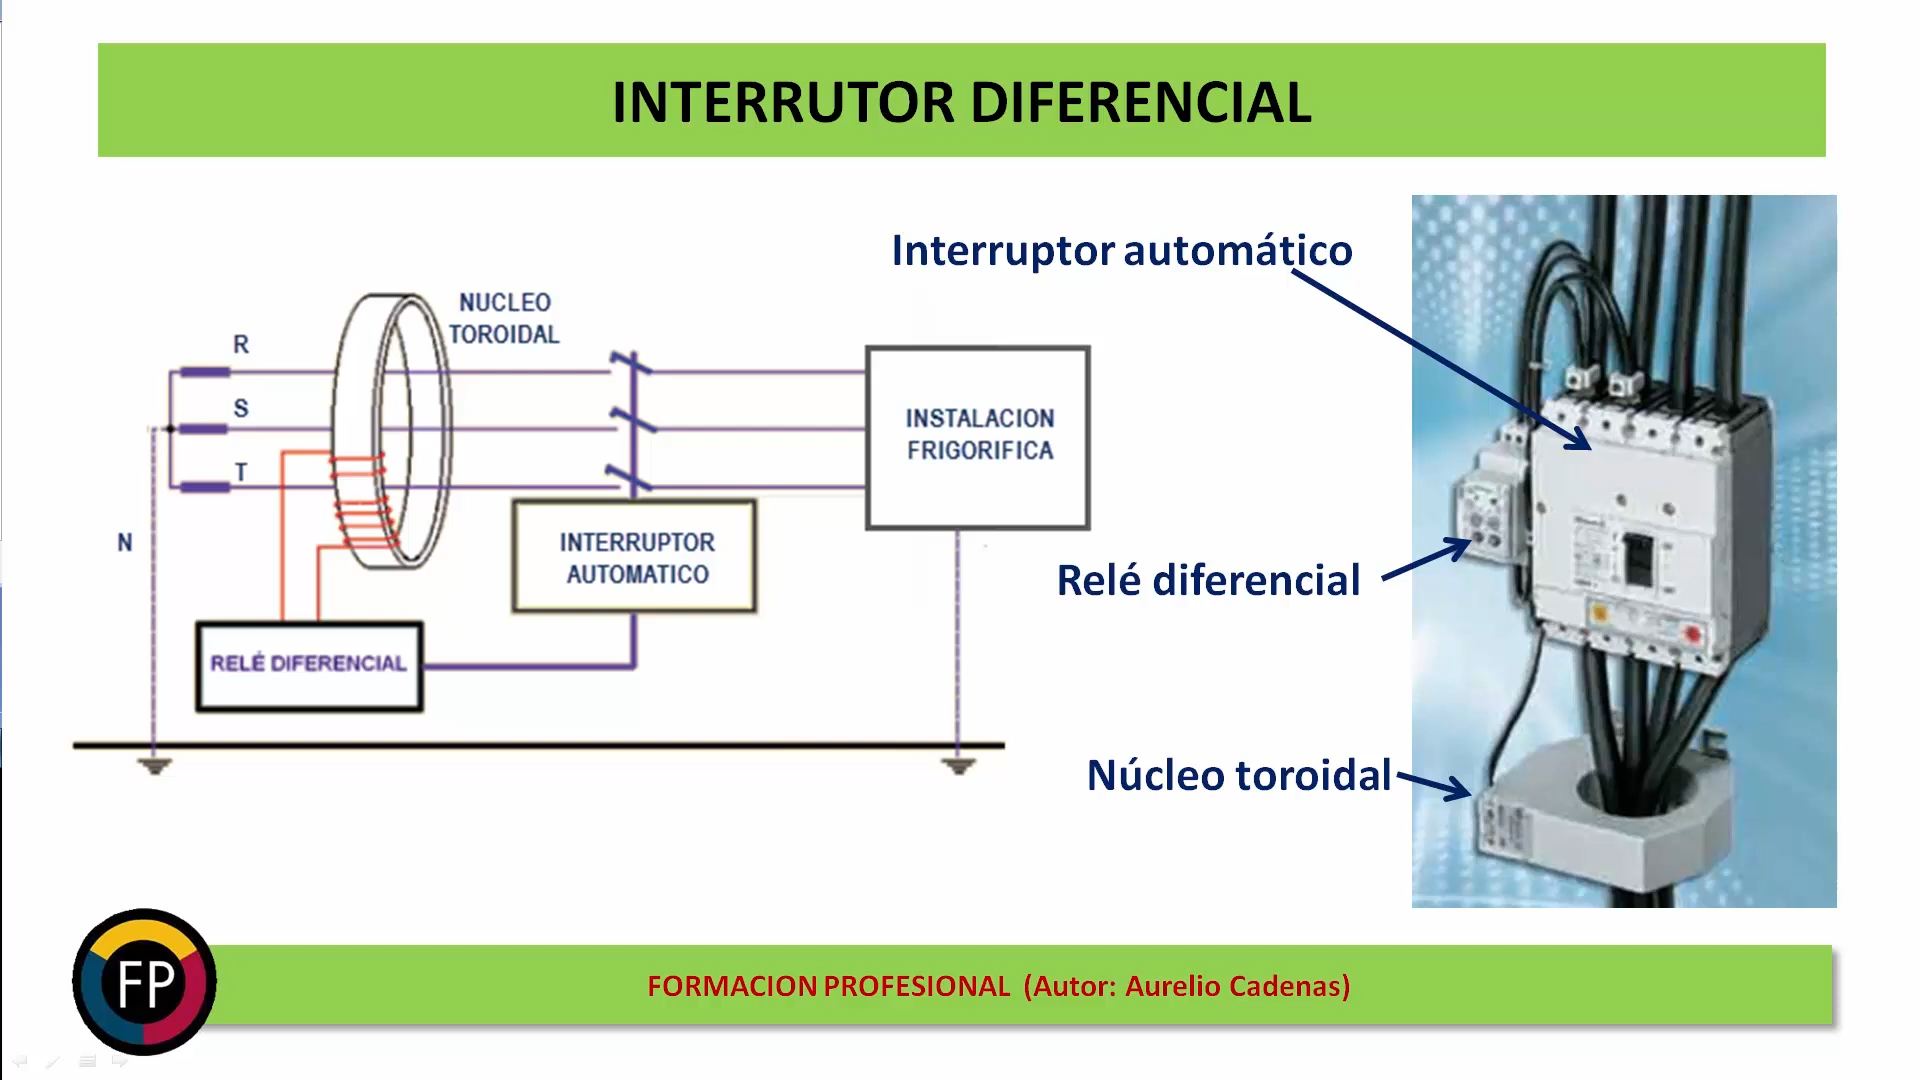 INTERRUTOR DIFERENCIAL
Interruptor automático
NUCLEO
TOROIDAL
R
S
T
N
INSTALACION
FRIGORIFICA
INTERRUPTOR
AUTOMATICO
RELÉ DIFERENCIAL
Relé diferencial
Núcleo toroidal
FP
FORMACION PROFESIONAL (Autor: Aurelio Cadenas)